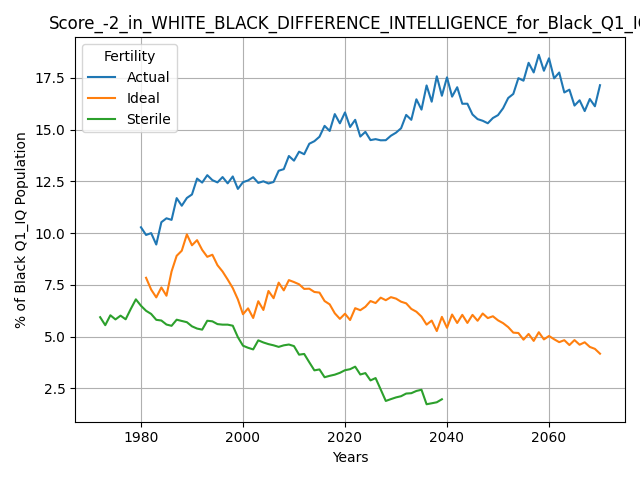 Score_-2_in_WHITE_BLACK_DIFFERENCE_INTELLIGENCE_for_Black_Q1_I
Fertility
Actual
Ideal
Sterile
% of Black Q1_IQ Population
17.5
15.0
12.5
10.0
7.5
5.0
2.5
1980
2000
2020
2040
2060
Years